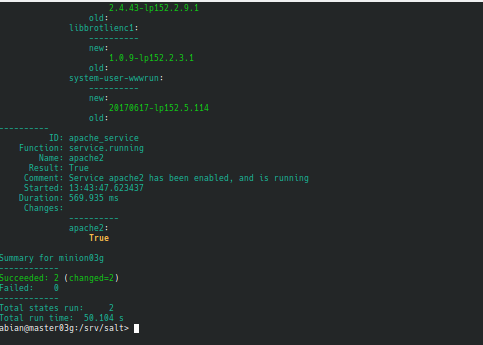 2.4.43-lp152.2.9.1
old:
libbrotlienc1:
----------
new:
1.0.9-lp152.2.3.1
old:
system-user-wwwrun:
----------
new:
20170617-lp152.5.114
old:
----------
ID: apache_service
Function: service.running
Name: apache2
Result: True
Comment: Service apache2 has been enabled, and is running
Started: 13:43:47.623437
Duration: 569.935 ms
Changes:
----------
apache2:
True
Summary for minion03g
------------
Succeeded: 2 (changed=2)
Failed: 0
------------
Total states run: 2
Total run time: 50.104 s
abian@master03g:/srv/salt>